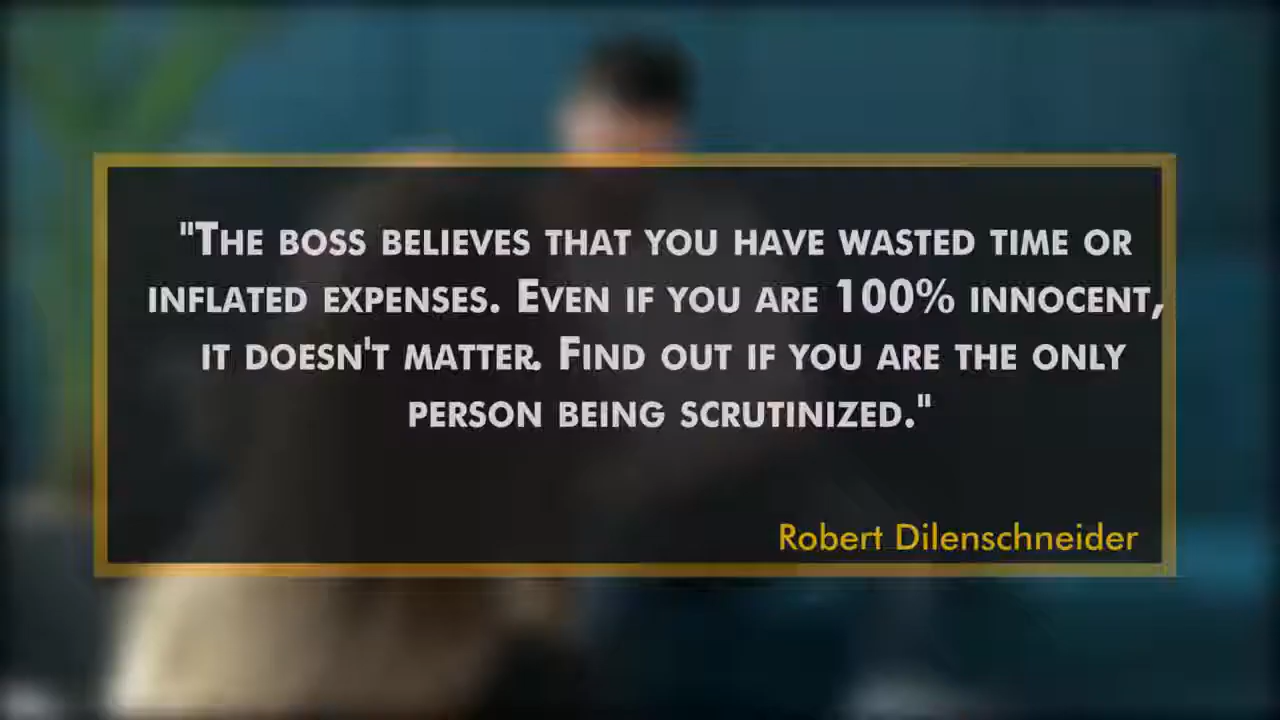 "The boss believes that you have wasted time or
inflated expenses. Even if you are 100% innocent,
it doesn't matter. Find out if you are the only
person being scrutinized."
Robert Dilenschneider